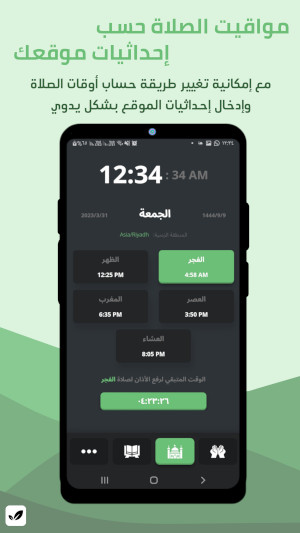 مواقيت الصلاة حسب
إحداثيات موقعك
مع إمكانية تغيير طريقة حساب أوقات الصلاة
وإدخال إحداثيات الموقع بشكل يدوي
١٢:٣٤
12:34 : 34 AM
2023/3/31 الجمعة 1444/9/9
المنطقة الزمنية: Asia/Riyadh
الفجر الظهر
4:58 AM 12:25 PM
العصر المغرب
3:50 PM 6:35 PM
العشاء
8:05 PM
الوقت المتبقي لرفع الأذان لصلاة الفجر
٠٤:٢٣:٢٦